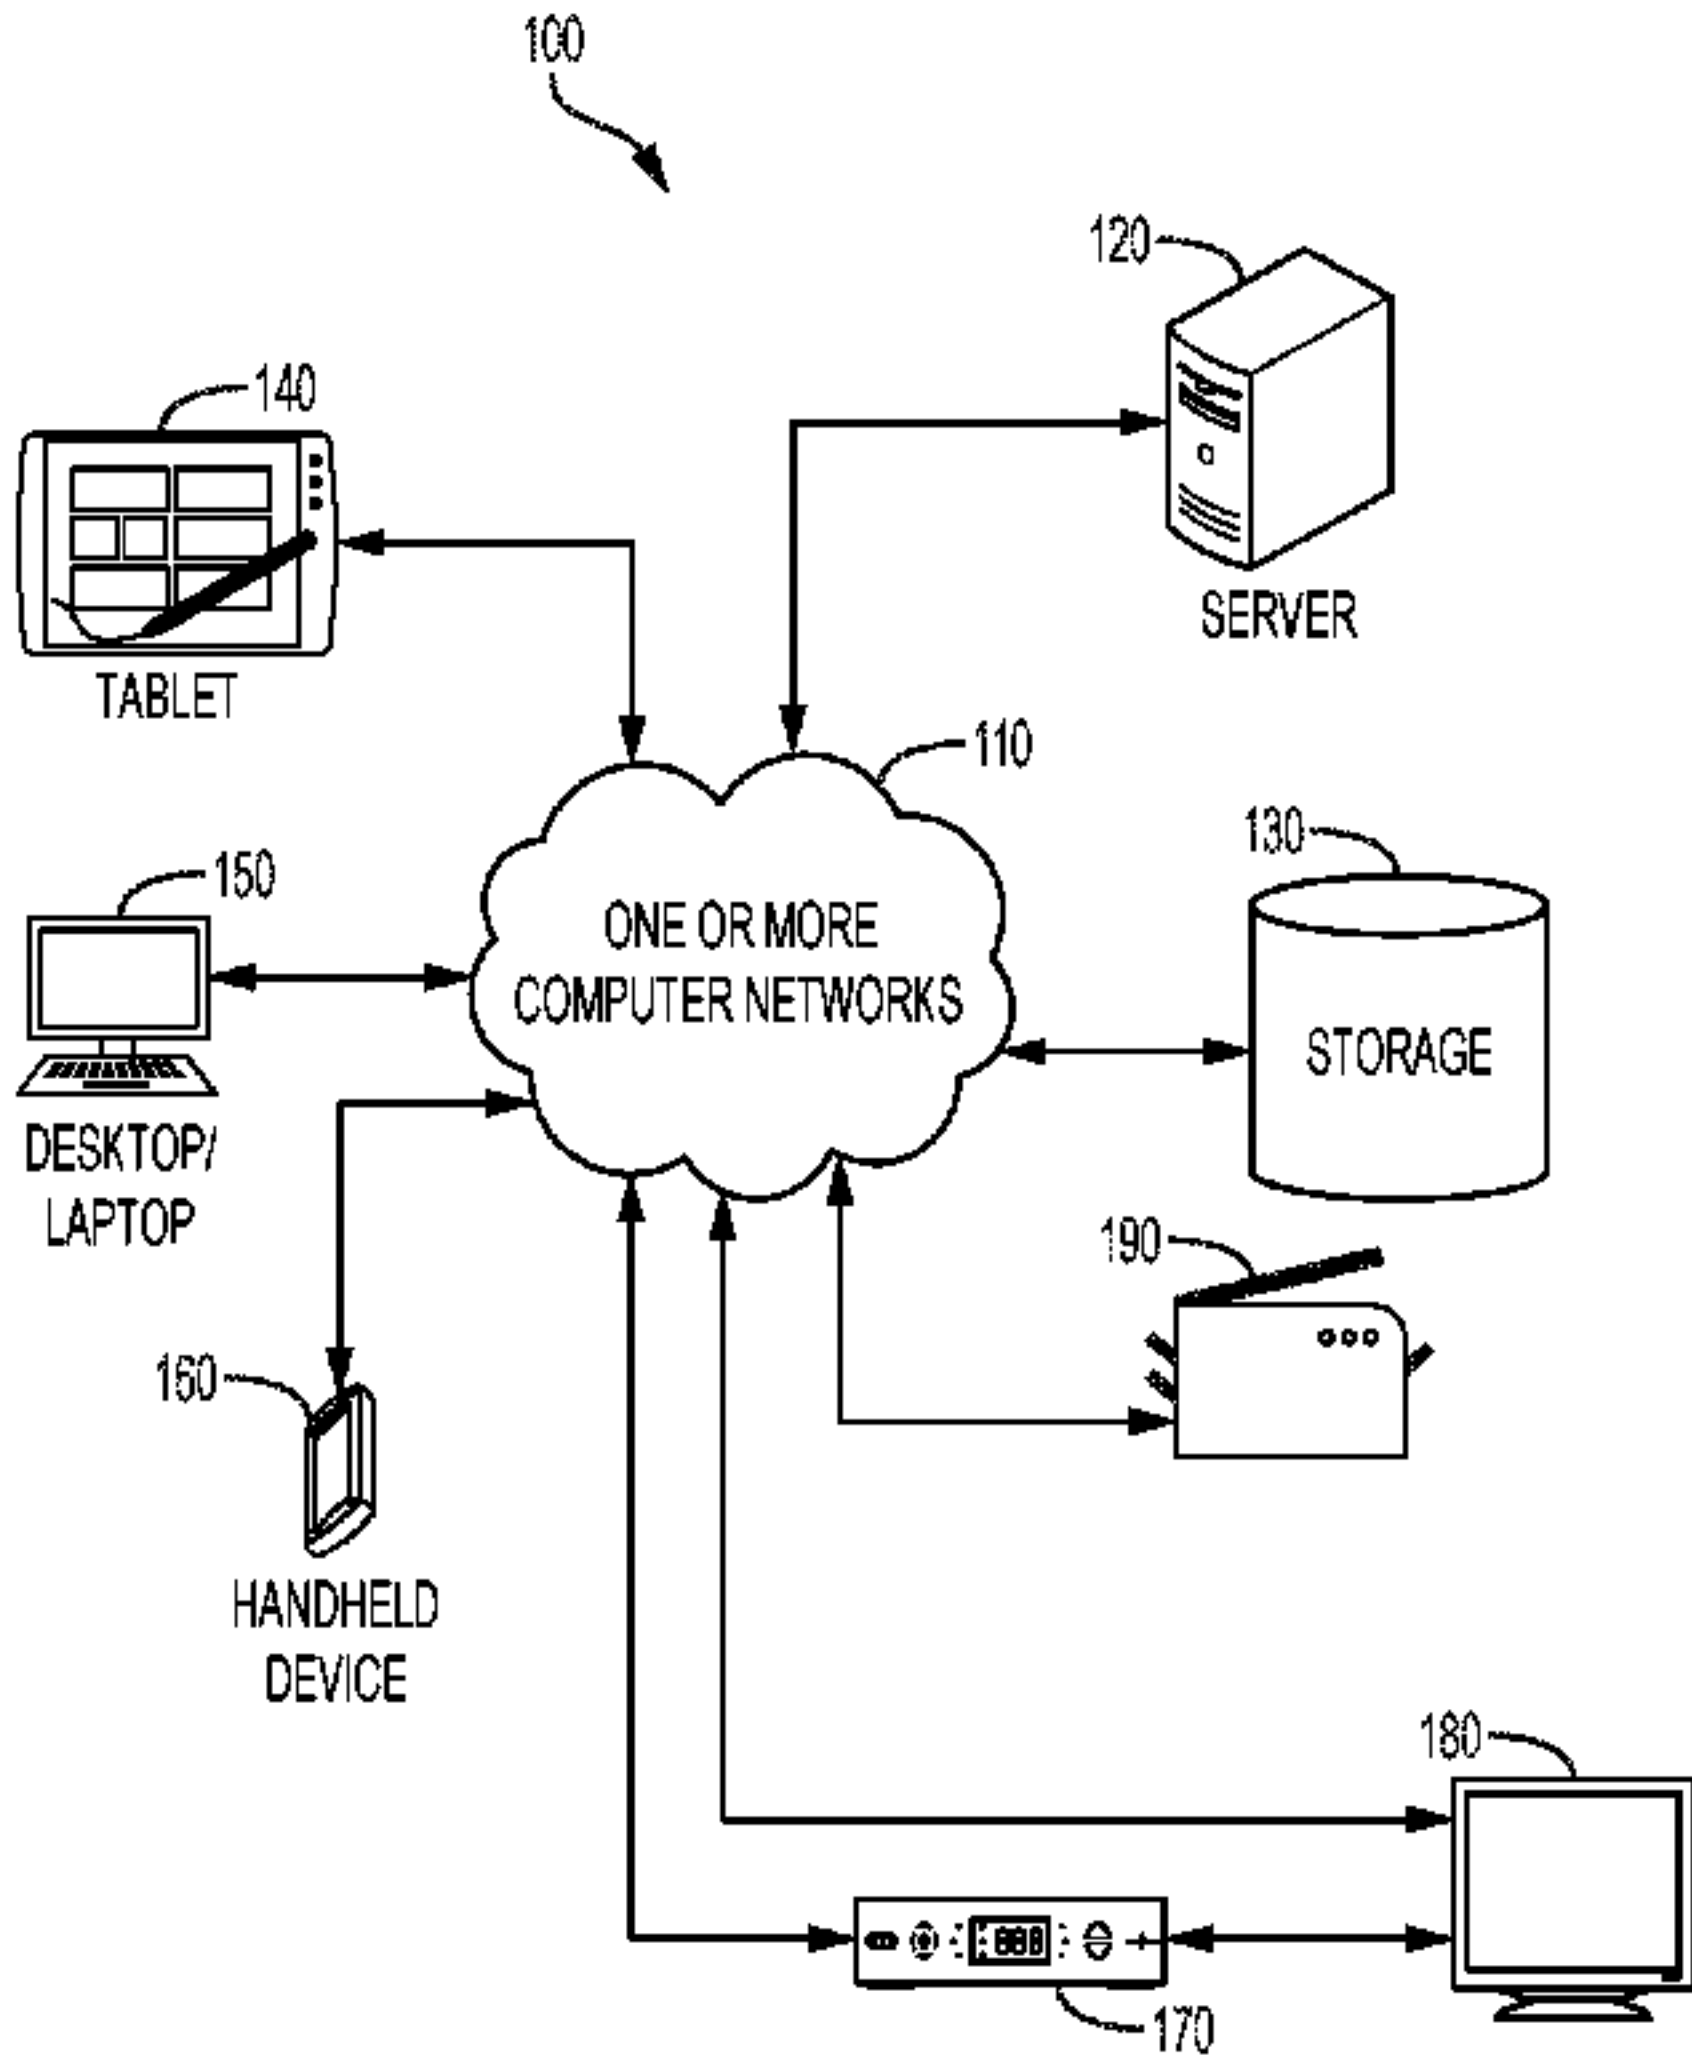 100
120
140
SERVER
TABLET
110
130
150
ONE OR MORE
COMPUTER NETWORKS
STORAGE
DESKTOP/
LAPTOP
190
160
HANDHELD
DEVICE
180
888
170